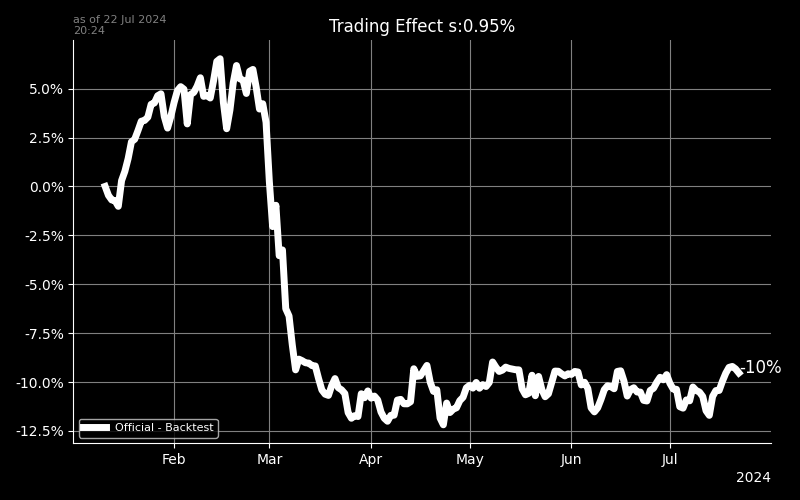 as of 22 Jul 2024
20:24
Trading Effect s:0.95%
5.0%
2.5%
0.0%
-2.5%
-5.0%
-7.5%
-10.0%
-12.5%
-10%
Official - Backtest
Feb Mar Apr May Jun Jul
2024